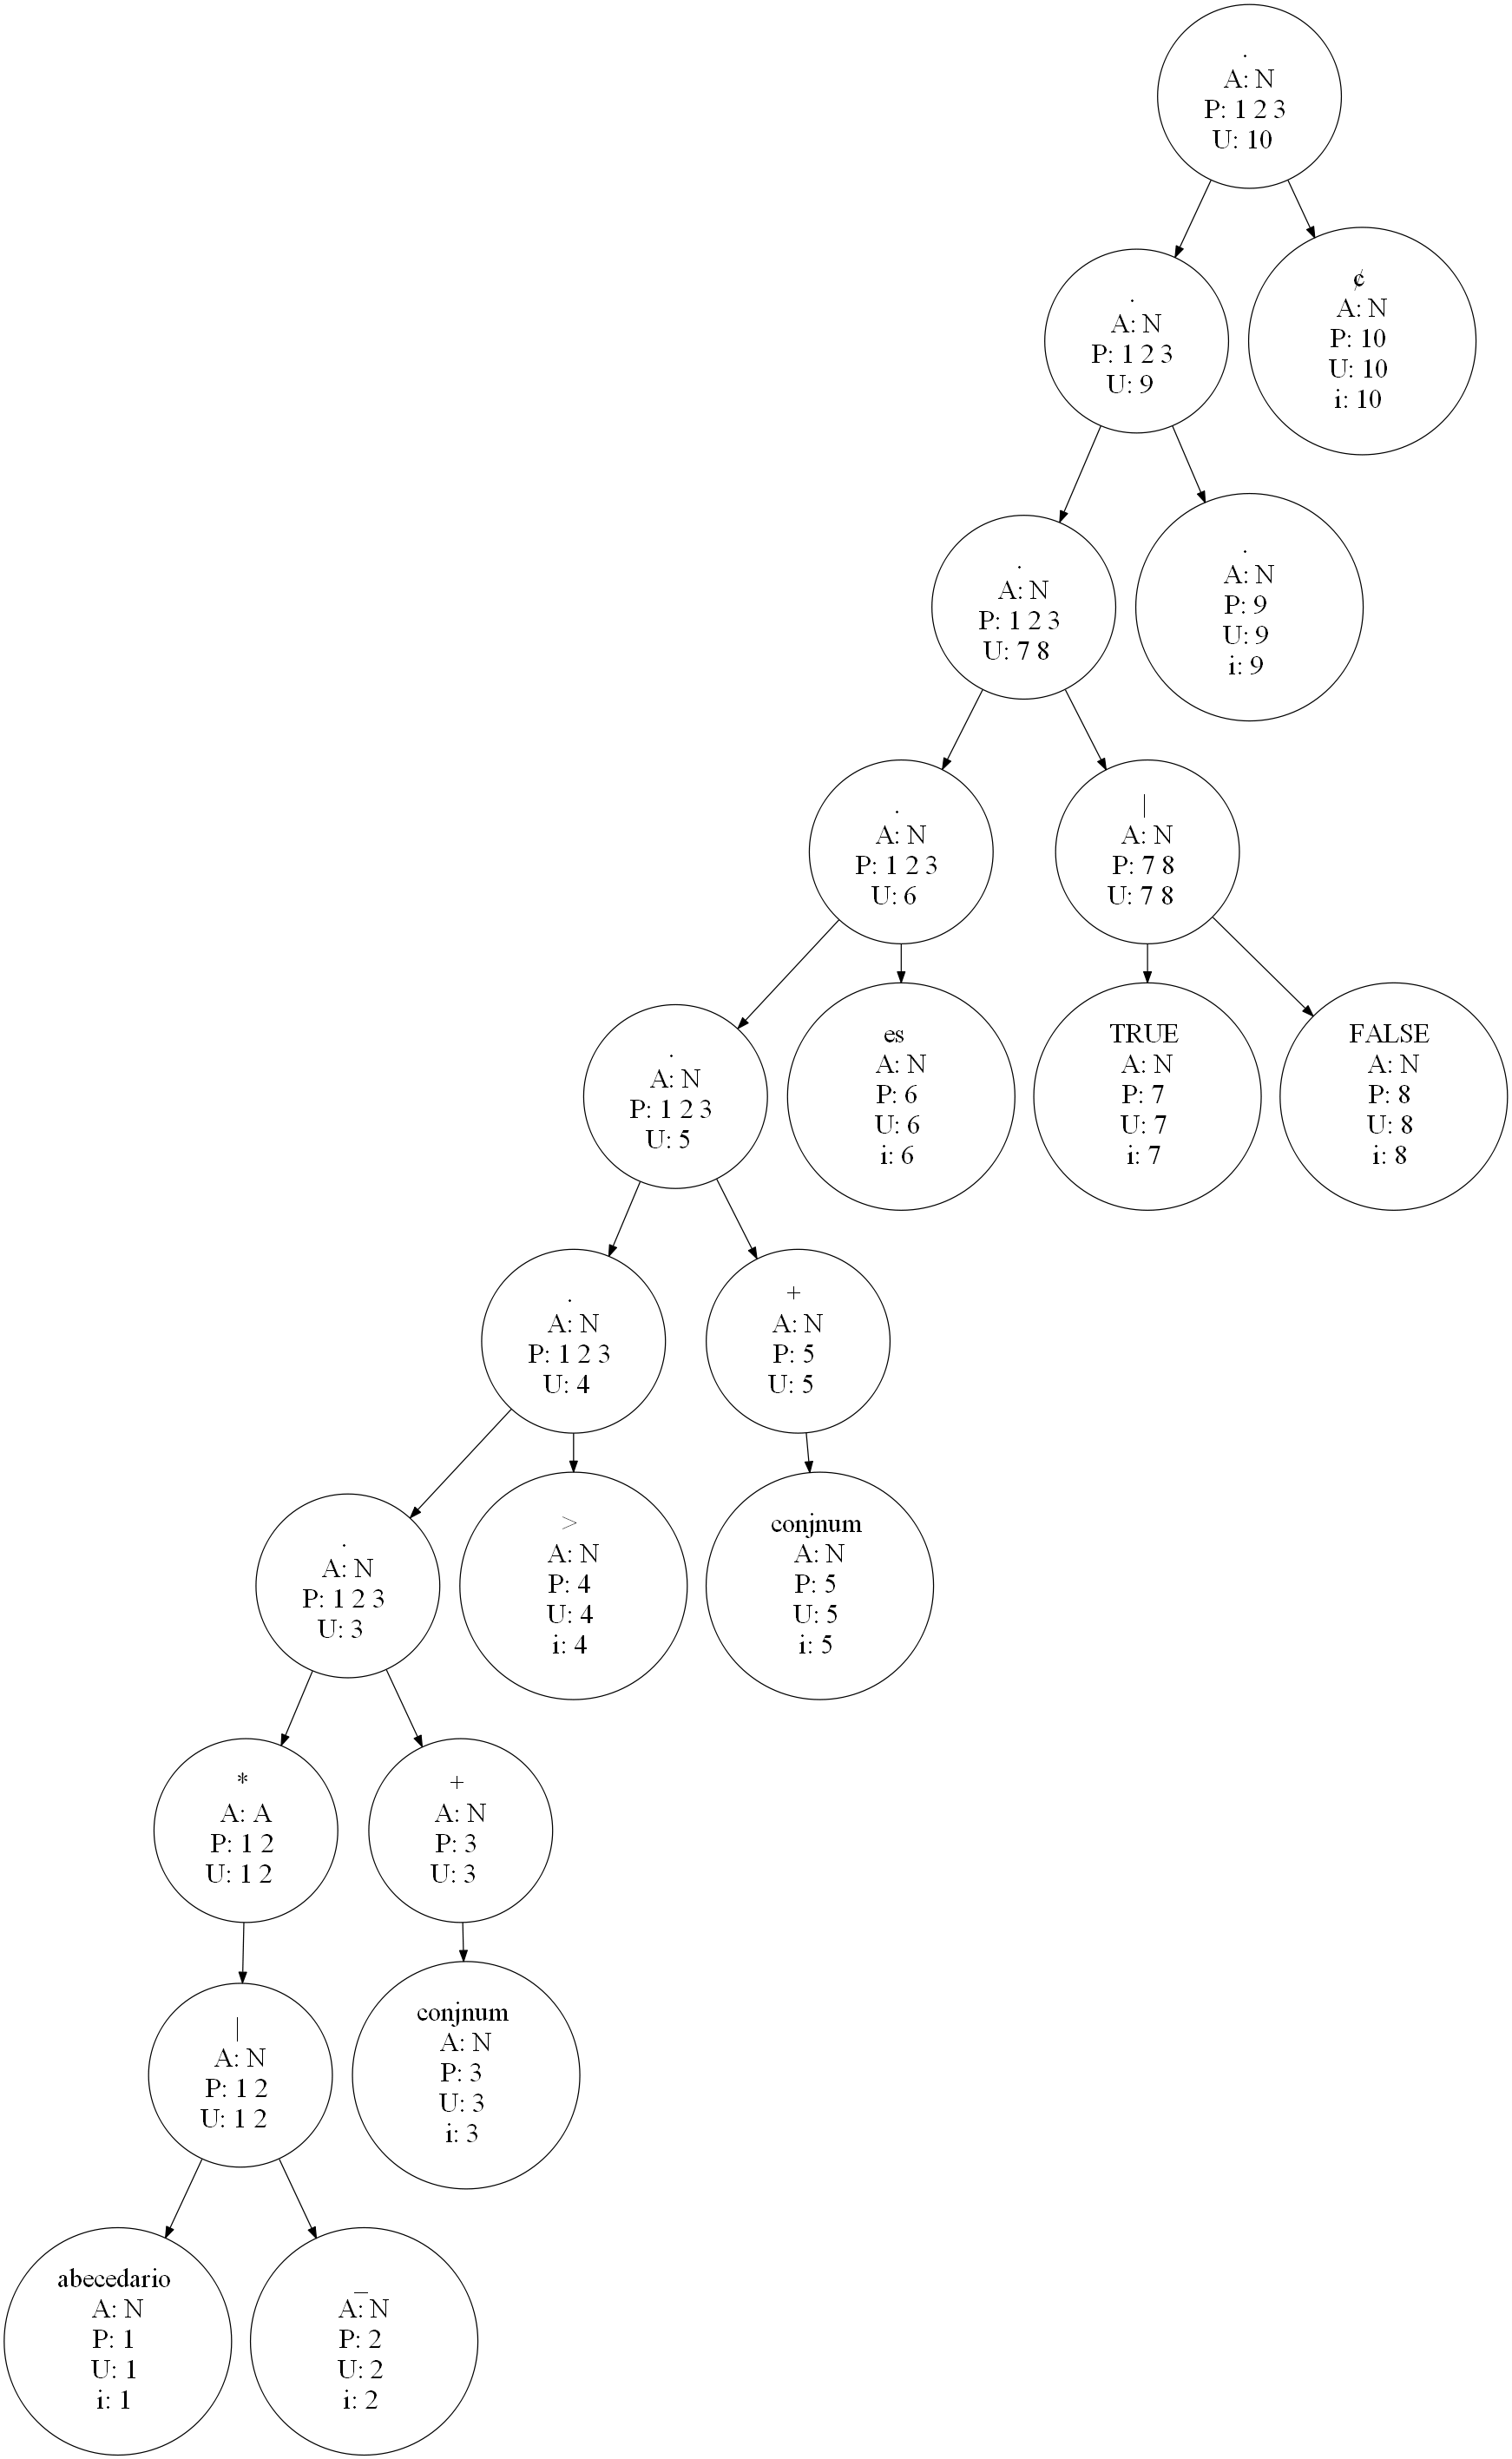 .
A: N
P: 1 2 3
U: 10
.
A: N
P: 1 2 3
U: 9
¢
A: N
P: 10
U: 10
i: 10
.
A: N
P: 1 2 3
U: 7 8
.
A: N
P: 9
U: 9
i: 9
.
A: N
P: 1 2 3
U: 6
|
A: N
P: 7 8
U: 7 8
.
A: N
P: 1 2 3
U: 5
es
A: N
P: 6
U: 6
i: 6
TRUE
A: N
P: 7
U: 7
i: 7
FALSE
A: N
P: 8
U: 8
i: 8
.
A: N
P: 1 2 3
U: 4
+
A: N
P: 5
U: 5
.
A: N
P: 1 2 3
U: 3
>
A: N
P: 4
U: 4
i: 4
conjnum
A: N
P: 5
U: 5
i: 5
*
A: A
P: 1 2
U: 1 2
+
A: N
P: 3
U: 3
|
A: N
P: 1 2
U: 1 2
conjnum
A: N
P: 3
U: 3
i: 3
abecedario
A: N
P: 1
U: 1
i: 1
_
A: N
P: 2
U: 2
i: 2